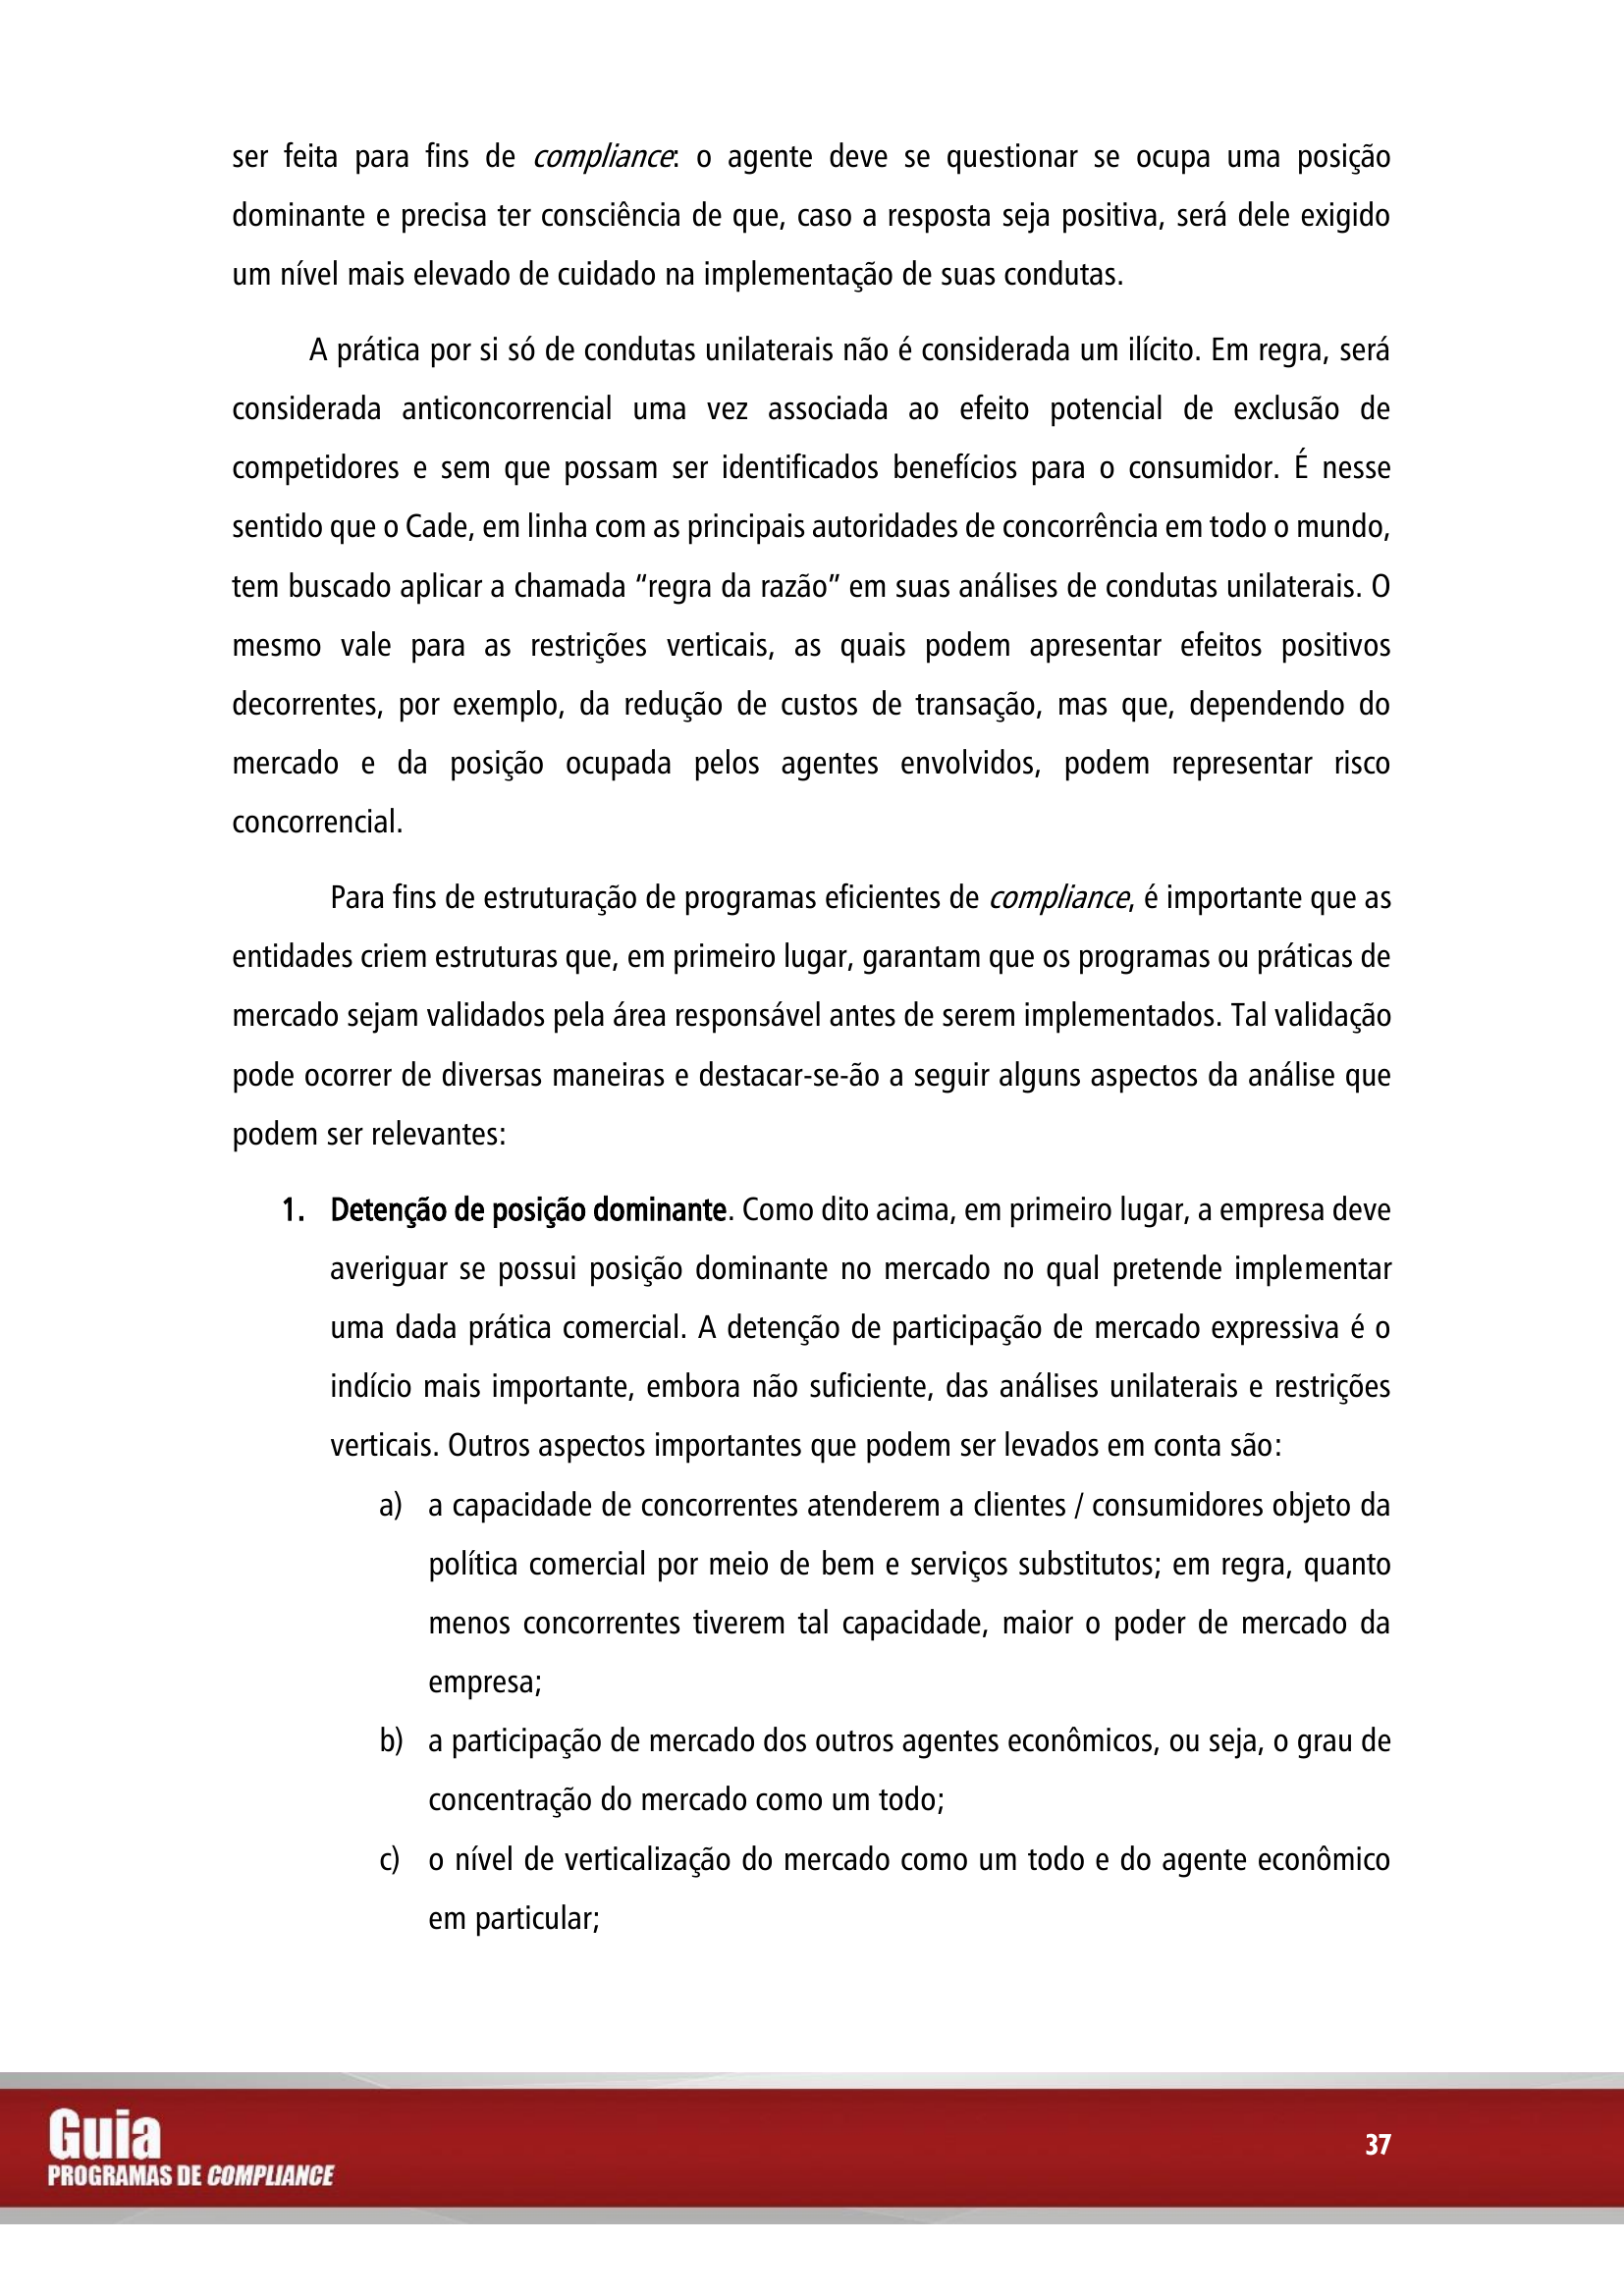 ser feita para fins de compliance: o agente deve se questionar se ocupa uma posição
dominante e precisa ter consciência de que, caso a resposta seja positiva, será dele exigido
um nível mais elevado de cuidado na implementação de suas condutas.
A prática por si só de condutas unilaterais não é considerada um ilícito. Em regra, será
considerada anticoncorrencial uma vez associada ao efeito potencial de exclusão de
competidores e sem que possam ser identificados benefícios para o consumidor. É nesse
sentido que o Cade, em linha com as principais autoridades de concorrência em todo o mundo,
tem buscado aplicar a chamada “regra da razão” em suas análises de condutas unilaterais. O
mesmo vale para as restrições verticais, as quais podem apresentar efeitos positivos
decorrentes, por exemplo, da redução de custos de transação, mas que, dependendo do
mercado e da posição ocupada pelos agentes envolvidos, podem representar risco
concorrencial.
Para fins de estruturação de programas eficientes de compliance, é importante que as
entidades criem estruturas que, em primeiro lugar, garantam que os programas ou práticas de
mercado sejam validados pela área responsável antes de serem implementados. Tal validação
pode ocorrer de diversas maneiras e destacar-se-ão a seguir alguns aspectos da análise que
podem ser relevantes:
1. Detenção de posição dominante. Como dito acima, em primeiro lugar, a empresa deve
averiguar se possui posição dominante no mercado no qual pretende implementar
uma dada prática comercial. A detenção de participação de mercado expressiva é o
indício mais importante, embora não suficiente, das análises unilaterais e restrições
verticais. Outros aspectos importantes que podem ser levados em conta são:
a) a capacidade de concorrentes atenderem a clientes / consumidores objeto da
política comercial por meio de bem e serviços substitutos; em regra, quanto
menos concorrentes tiverem tal capacidade, maior o poder de mercado da
empresa;
b) a participação de mercado dos outros agentes econômicos, ou seja, o grau de
concentração do mercado como um todo;
c) o nível de verticalização do mercado como um todo e do agente econômico
em particular;
Guia
PROGRAMAS DE COMPLIANCE
37